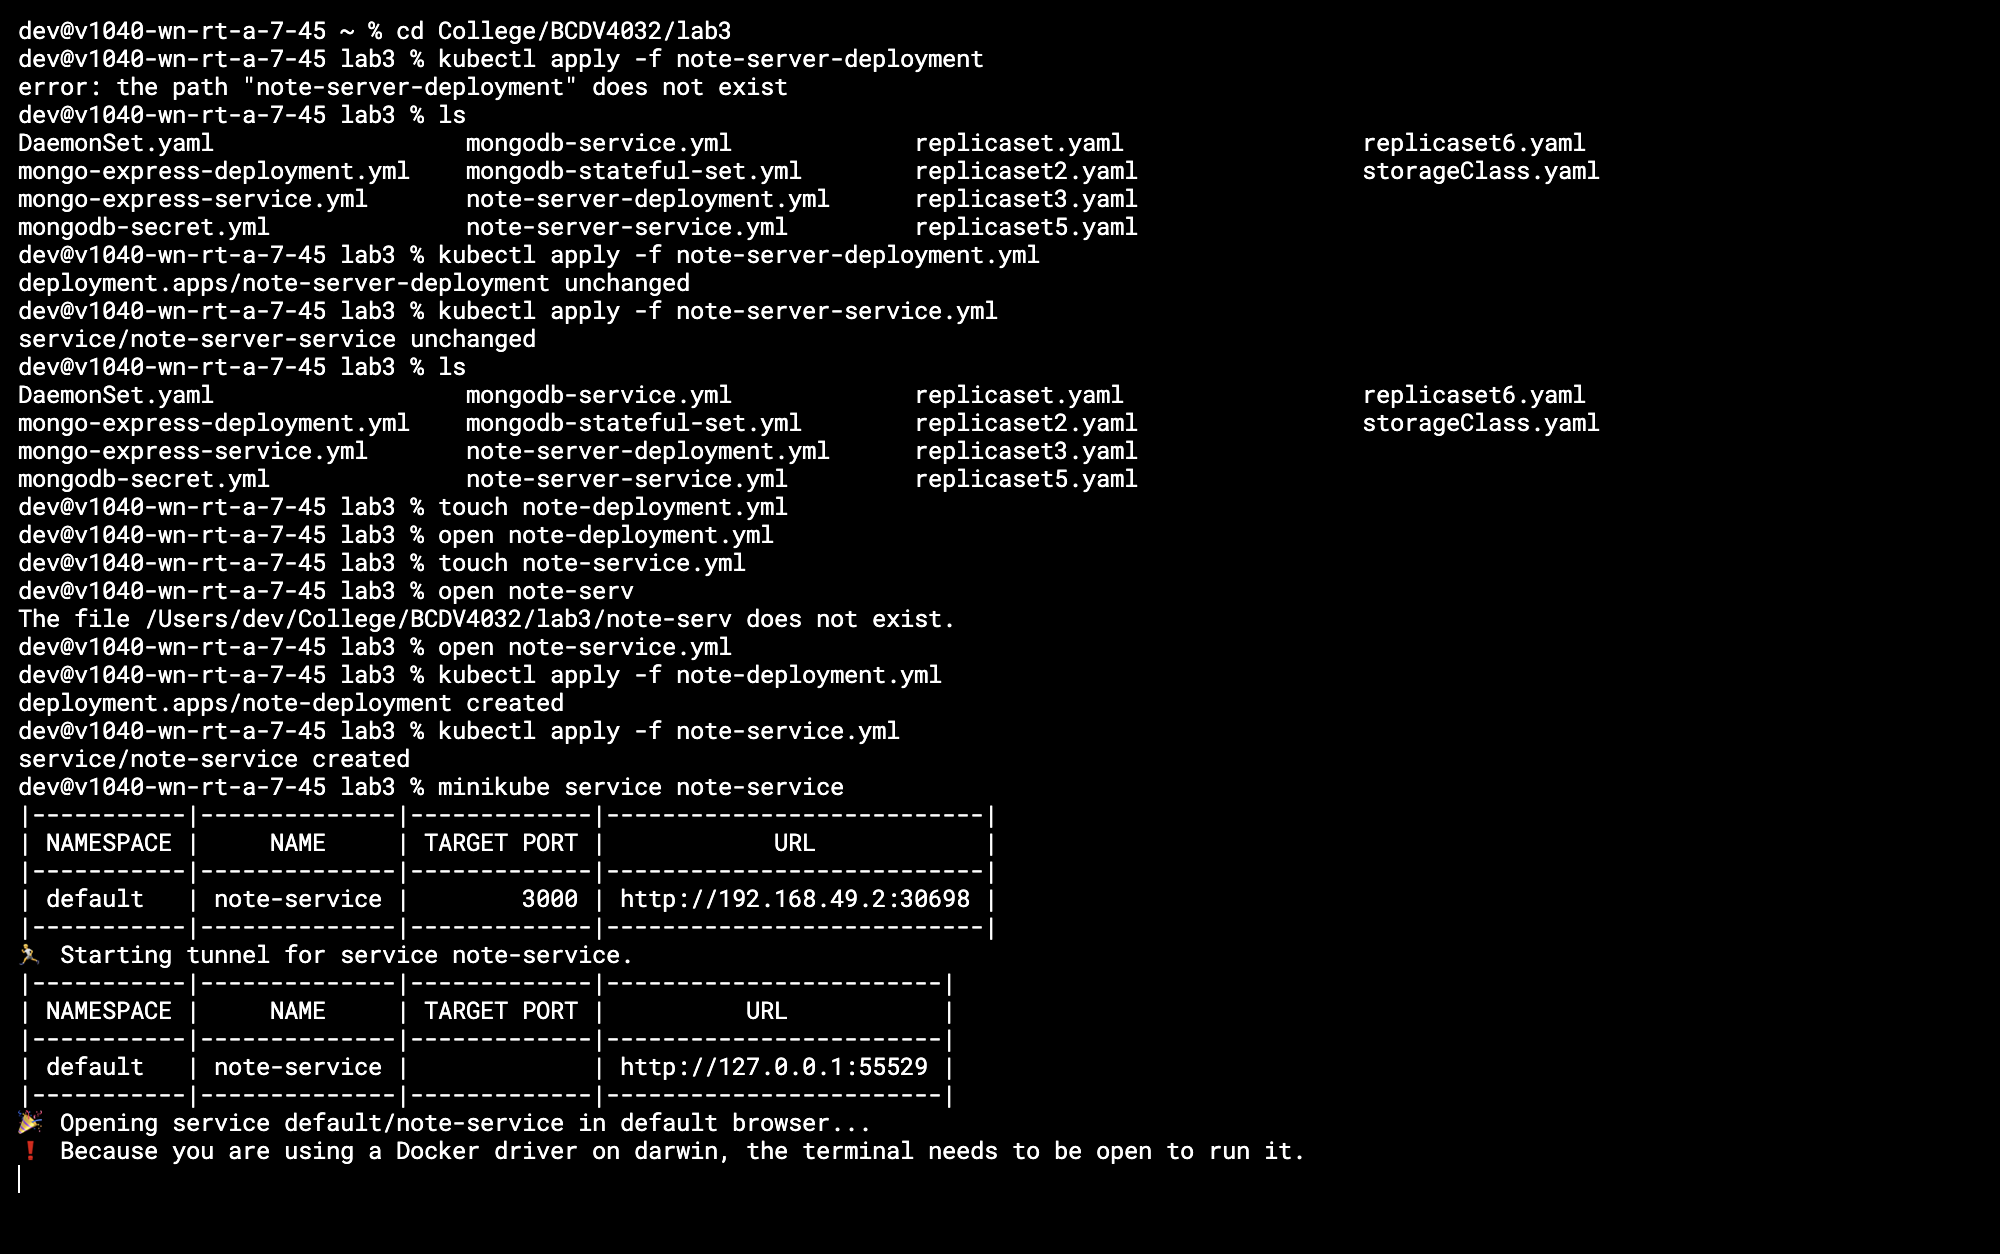 dev@v1040-wn-rt-a-7-45 ~ % cd College/BCDV4032/lab3
dev@v1040-wn-rt-a-7-45 lab3 % kubectl apply -f note-server-deployment
error: the path "note-server-deployment" does not exist
dev@v1040-wn-rt-a-7-45 lab3 % ls
DaemonSet.yaml                  mongodb-service.yml             replicaset.yaml                 replicaset6.yaml
mongo-express-deployment.yml    mongodb-stateful-set.yml        replicaset2.yaml                storageClass.yaml
mongo-express-service.yml       note-server-deployment.yml      replicaset3.yaml
mongodb-secret.yml              note-server-service.yml         replicaset5.yaml
dev@v1040-wn-rt-a-7-45 lab3 % kubectl apply -f note-server-deployment.yml
deployment.apps/note-server-deployment unchanged
dev@v1040-wn-rt-a-7-45 lab3 % kubectl apply -f note-server-service.yml
service/note-server-service unchanged
dev@v1040-wn-rt-a-7-45 lab3 % ls
DaemonSet.yaml                  mongodb-service.yml             replicaset.yaml                 replicaset6.yaml
mongo-express-deployment.yml    mongodb-stateful-set.yml        replicaset2.yaml                storageClass.yaml
mongo-express-service.yml       note-server-deployment.yml      replicaset3.yaml
mongodb-secret.yml              note-server-service.yml         replicaset5.yaml
dev@v1040-wn-rt-a-7-45 lab3 % touch note-deployment.yml
dev@v1040-wn-rt-a-7-45 lab3 % open note-deployment.yml
dev@v1040-wn-rt-a-7-45 lab3 % touch note-service.yml
dev@v1040-wn-rt-a-7-45 lab3 % open note-serv
The file /Users/dev/College/BCDV4032/lab3/note-serv does not exist.
dev@v1040-wn-rt-a-7-45 lab3 % open note-service.yml
dev@v1040-wn-rt-a-7-45 lab3 % kubectl apply -f note-deployment.yml
deployment.apps/note-deployment created
dev@v1040-wn-rt-a-7-45 lab3 % kubectl apply -f note-service.yml
service/note-service created
dev@v1040-wn-rt-a-7-45 lab3 % minikube service note-service
|-----------|--------------|-------------|---------------------------|
| NAMESPACE |     NAME     | TARGET PORT |            URL            |
|-----------|--------------|-------------|---------------------------|
| default   | note-service |        3000 | http://192.168.49.2:30698 |
|-----------|--------------|-------------|---------------------------|
🏃 Starting tunnel for service note-service.
|-----------|--------------|-------------|------------------------|
| NAMESPACE |     NAME     | TARGET PORT |          URL           |
|-----------|--------------|-------------|------------------------|
| default   | note-service |             | http://127.0.0.1:55529 |
|-----------|--------------|-------------|------------------------|
🎉 Opening service default/note-service in default browser...
❗ Because you are using a Docker driver on darwin, the terminal needs to be open to run it.